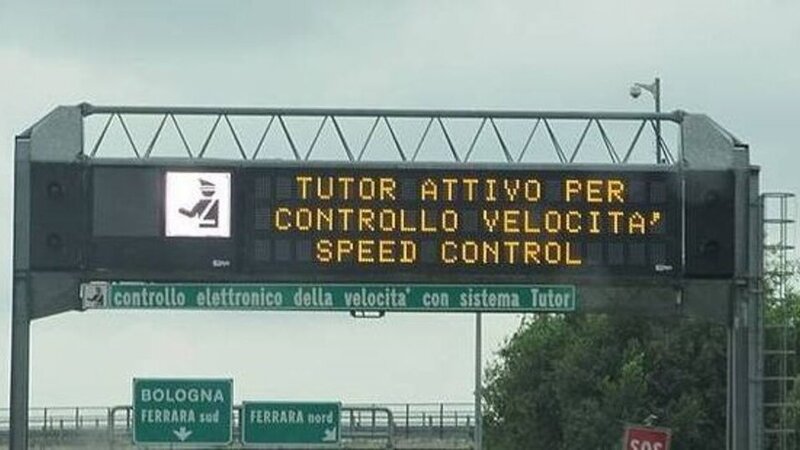 TUTOR ATTIVO PER
CONTROLLO VELOCITA'
SPEED CONTROL
controllo elettronico della velocita' con sistema Tutor
BOLOGNA
FERRARA sud
FERRARA nord
SOS